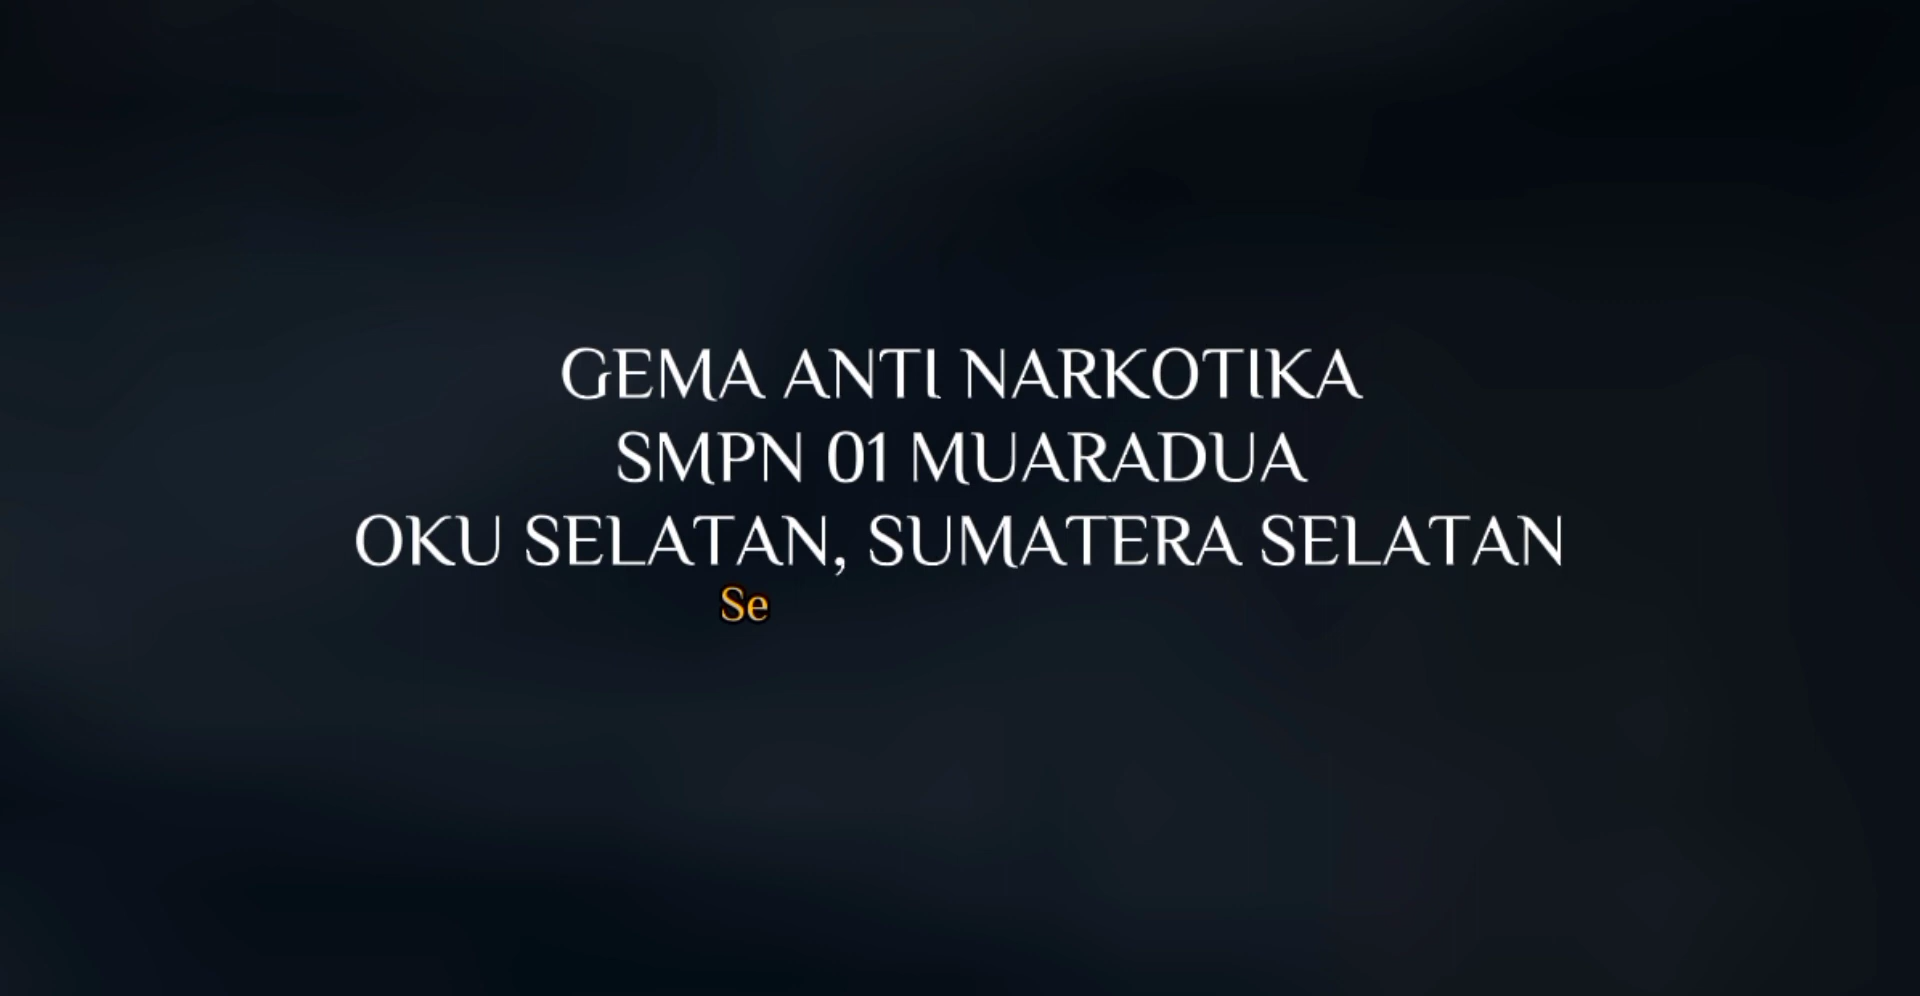 GEMA ANTI NARKOTIKA
SMPN 01 MUARADUA
OKU SELATAN, SUMATERA SELATAN
Se